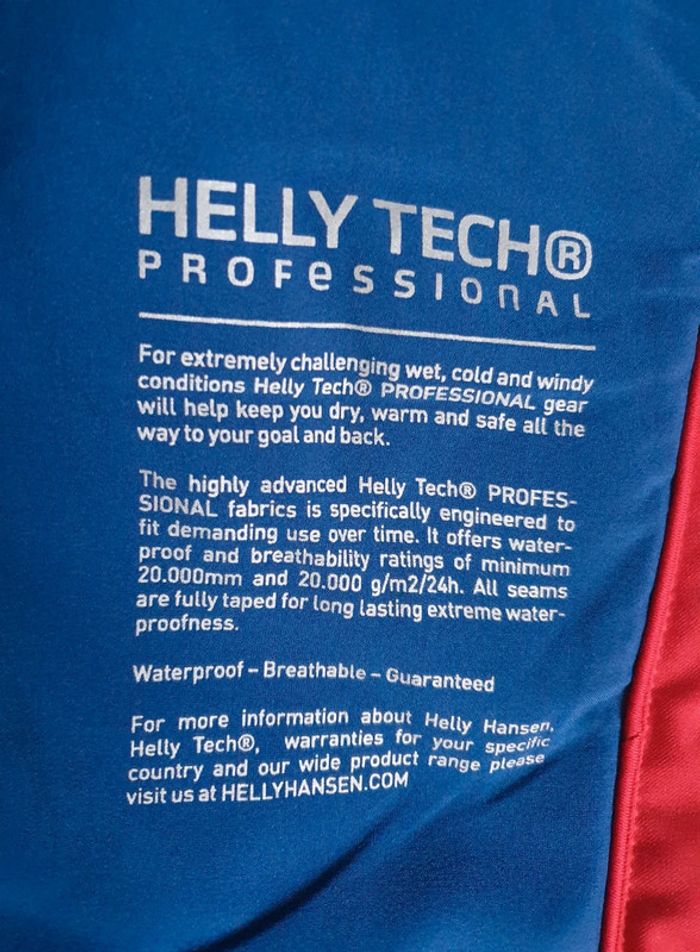 HELLY TECH®
PROFESSIONAL
For extremely challenging wet, cold and windy
conditions Helly Tech® PROFESSIONAL gear
will help keep you dry, warm and safe all the
way to your goal and back.
The highly advanced Helly Tech® PROFES-
SIONAL fabrics is specifically engineered to
fit demanding use over time. It offers water-
proof and breathability ratings of minimum
20.000mm and 20.000 g/m2/24h. All seams
are fully taped for long lasting extreme water-
proofness.
Waterproof – Breathable – Guaranteed
For more information about Helly Hansen,
Helly Tech®, warranties for your specific
country and our wide product range please
visit us at HELLYHANSEN.COM